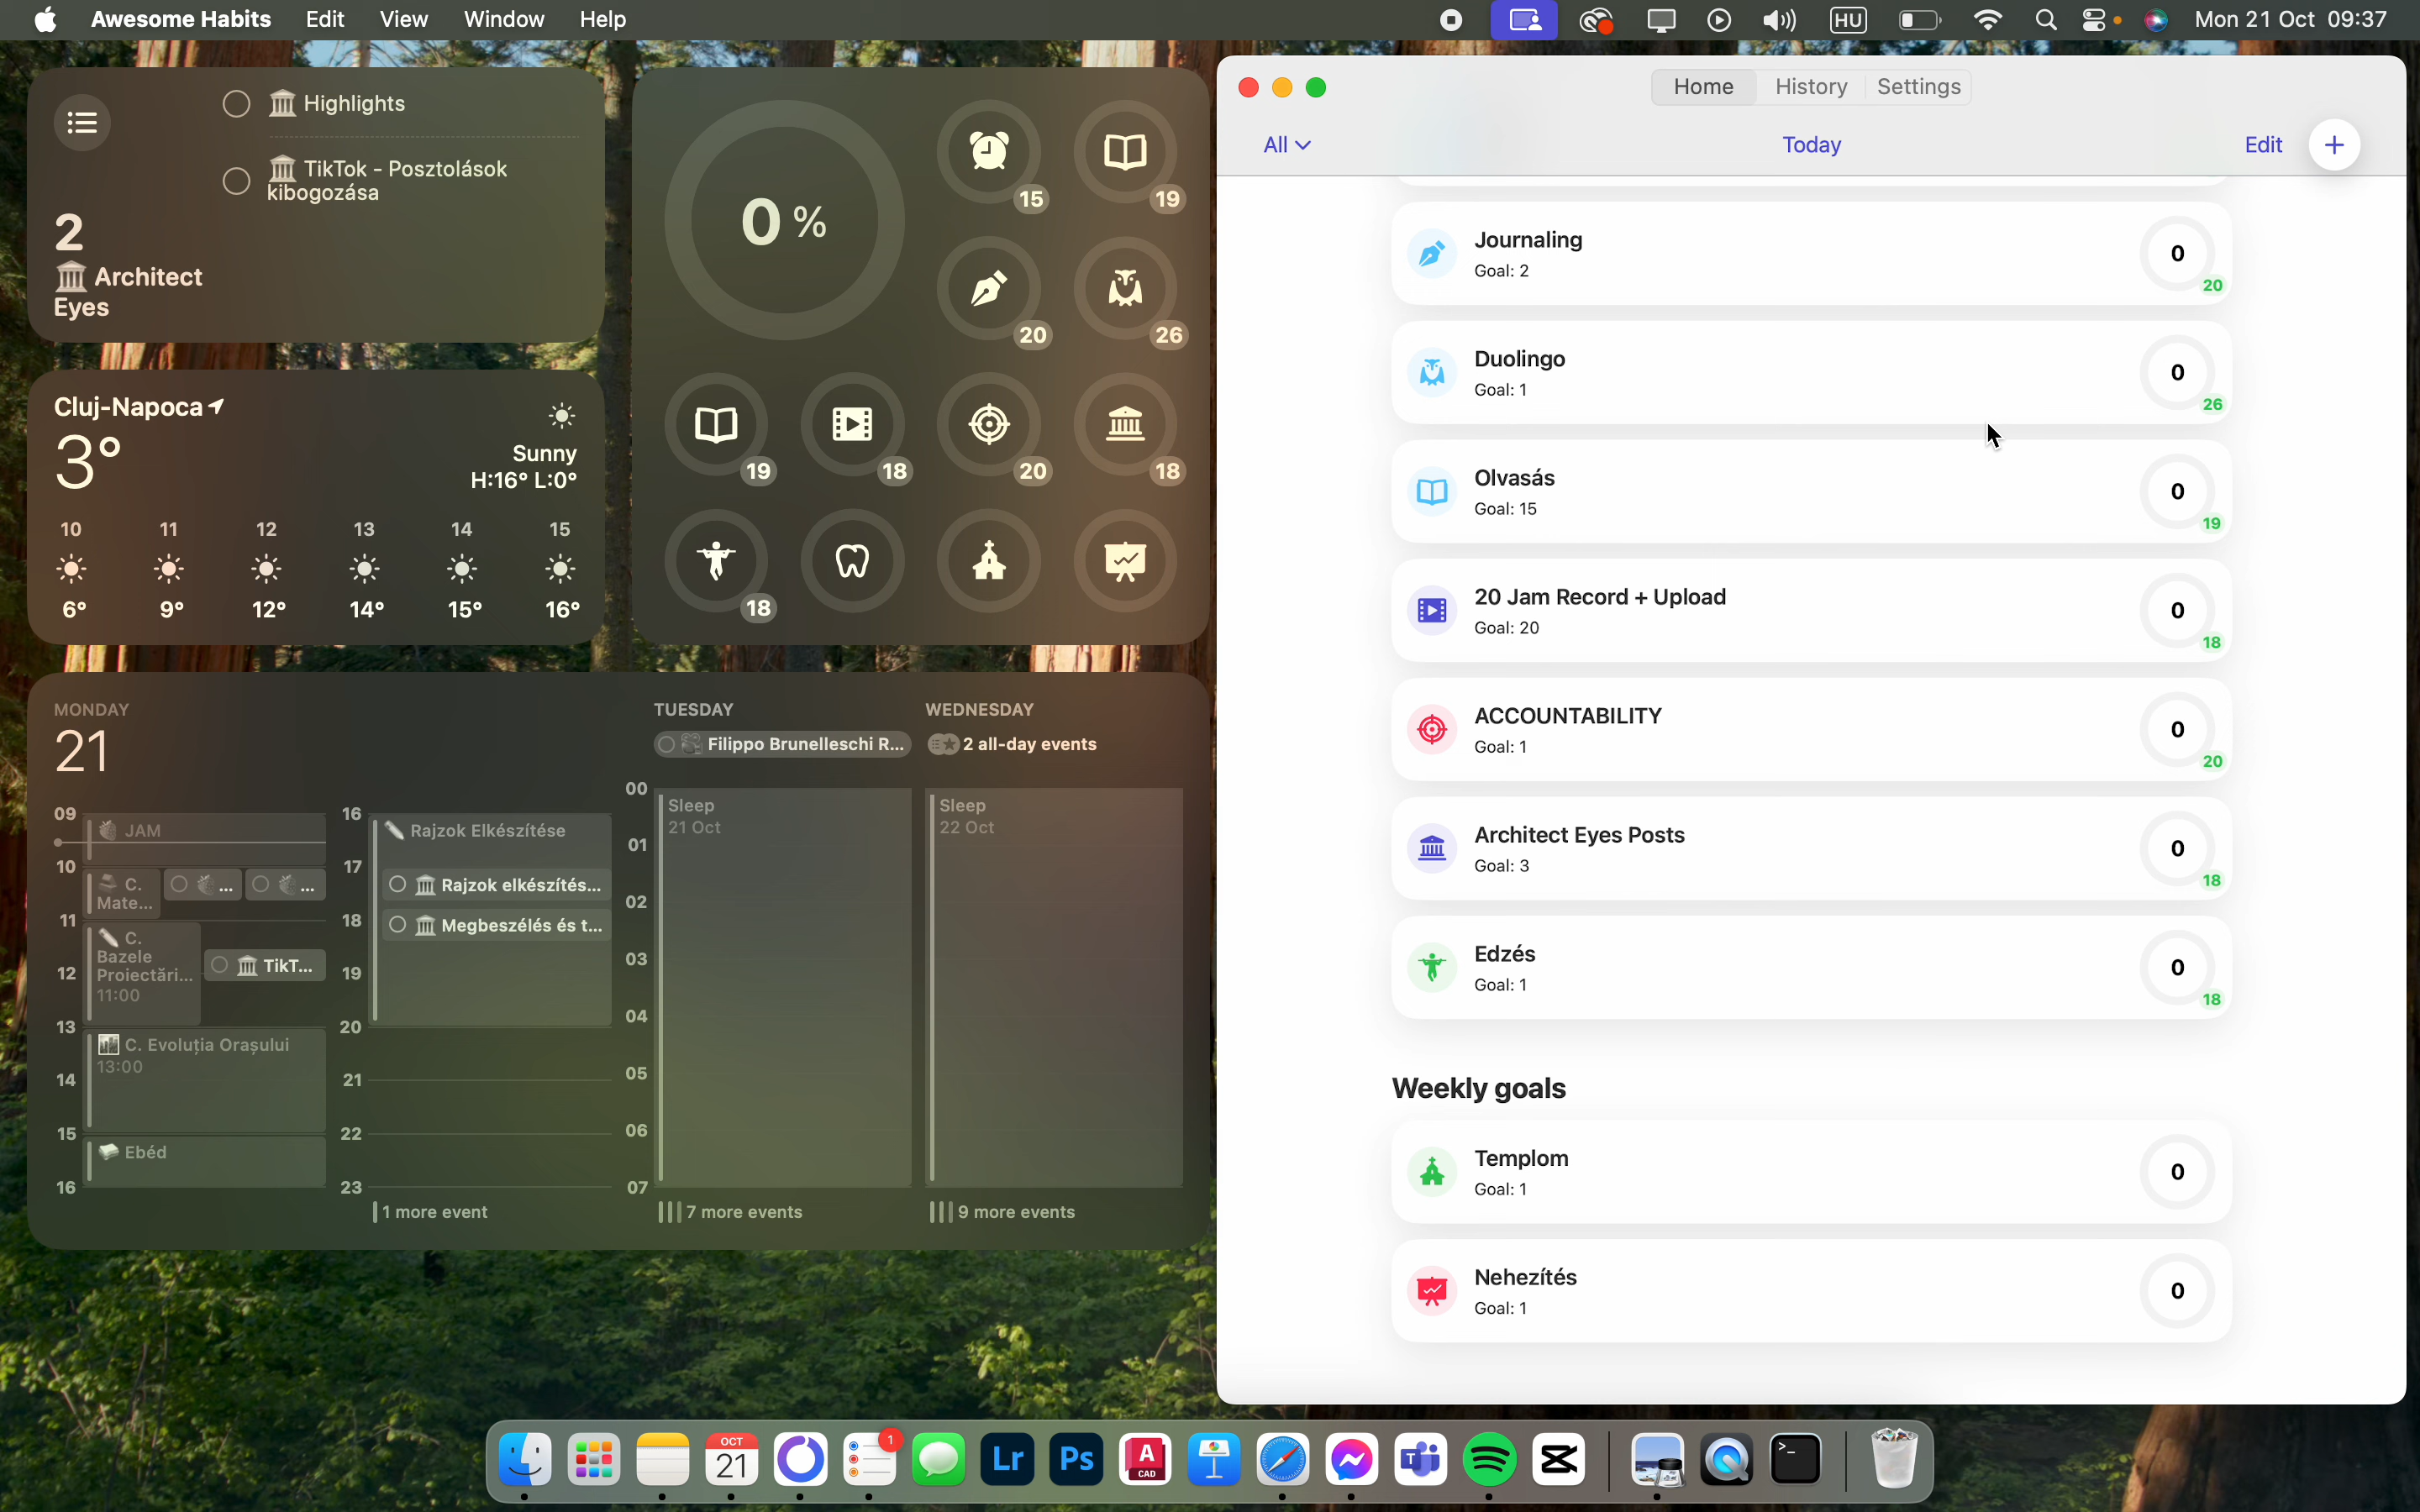 Awesome Habits Edit View Window Help HU Mon 21 Oct 09:37
Highlights
TikTok - Posztolások
kibogozása
2
Architect
Eyes
Cluj-Napoca
3°
Sunny
H:16° L:0°
10 11 12 13 14 15
6° 9° 12° 14° 15° 16°
0 %
15
19
20
26
19
18
20
18
18
MONDAY
21
09
10
11
12
13
14
15
16
JAM
C.
Mate...
...
...
C.
Bazele
Proiectări...
11:00
TikT...
C. Evoluția Orașului
13:00
Ebéd
16
17
18
19
20
21
22
23
Rajzok Elkészítése
Rajzok elkészítés...
Megbeszélés és t...
1 more event
TUESDAY
Filippo Brunelleschi R...
00
01
02
03
04
05
06
07
Sleep
21 Oct
7 more events
WEDNESDAY
2 all-day events
Sleep
22 Oct
9 more events
Home History Settings
All Today Edit +
Journaling
Goal: 2
0
20
Duolingo
Goal: 1
0
26
Olvasás
Goal: 15
0
19
20 Jam Record + Upload
Goal: 20
0
18
ACCOUNTABILITY
Goal: 1
0
20
Architect Eyes Posts
Goal: 3
0
18
Edzés
Goal: 1
0
18
Weekly goals
Templom
Goal: 1
0
Nehezítés
Goal: 1
0
OCT
21
1
Lr
Ps
A
CAD
T
>_